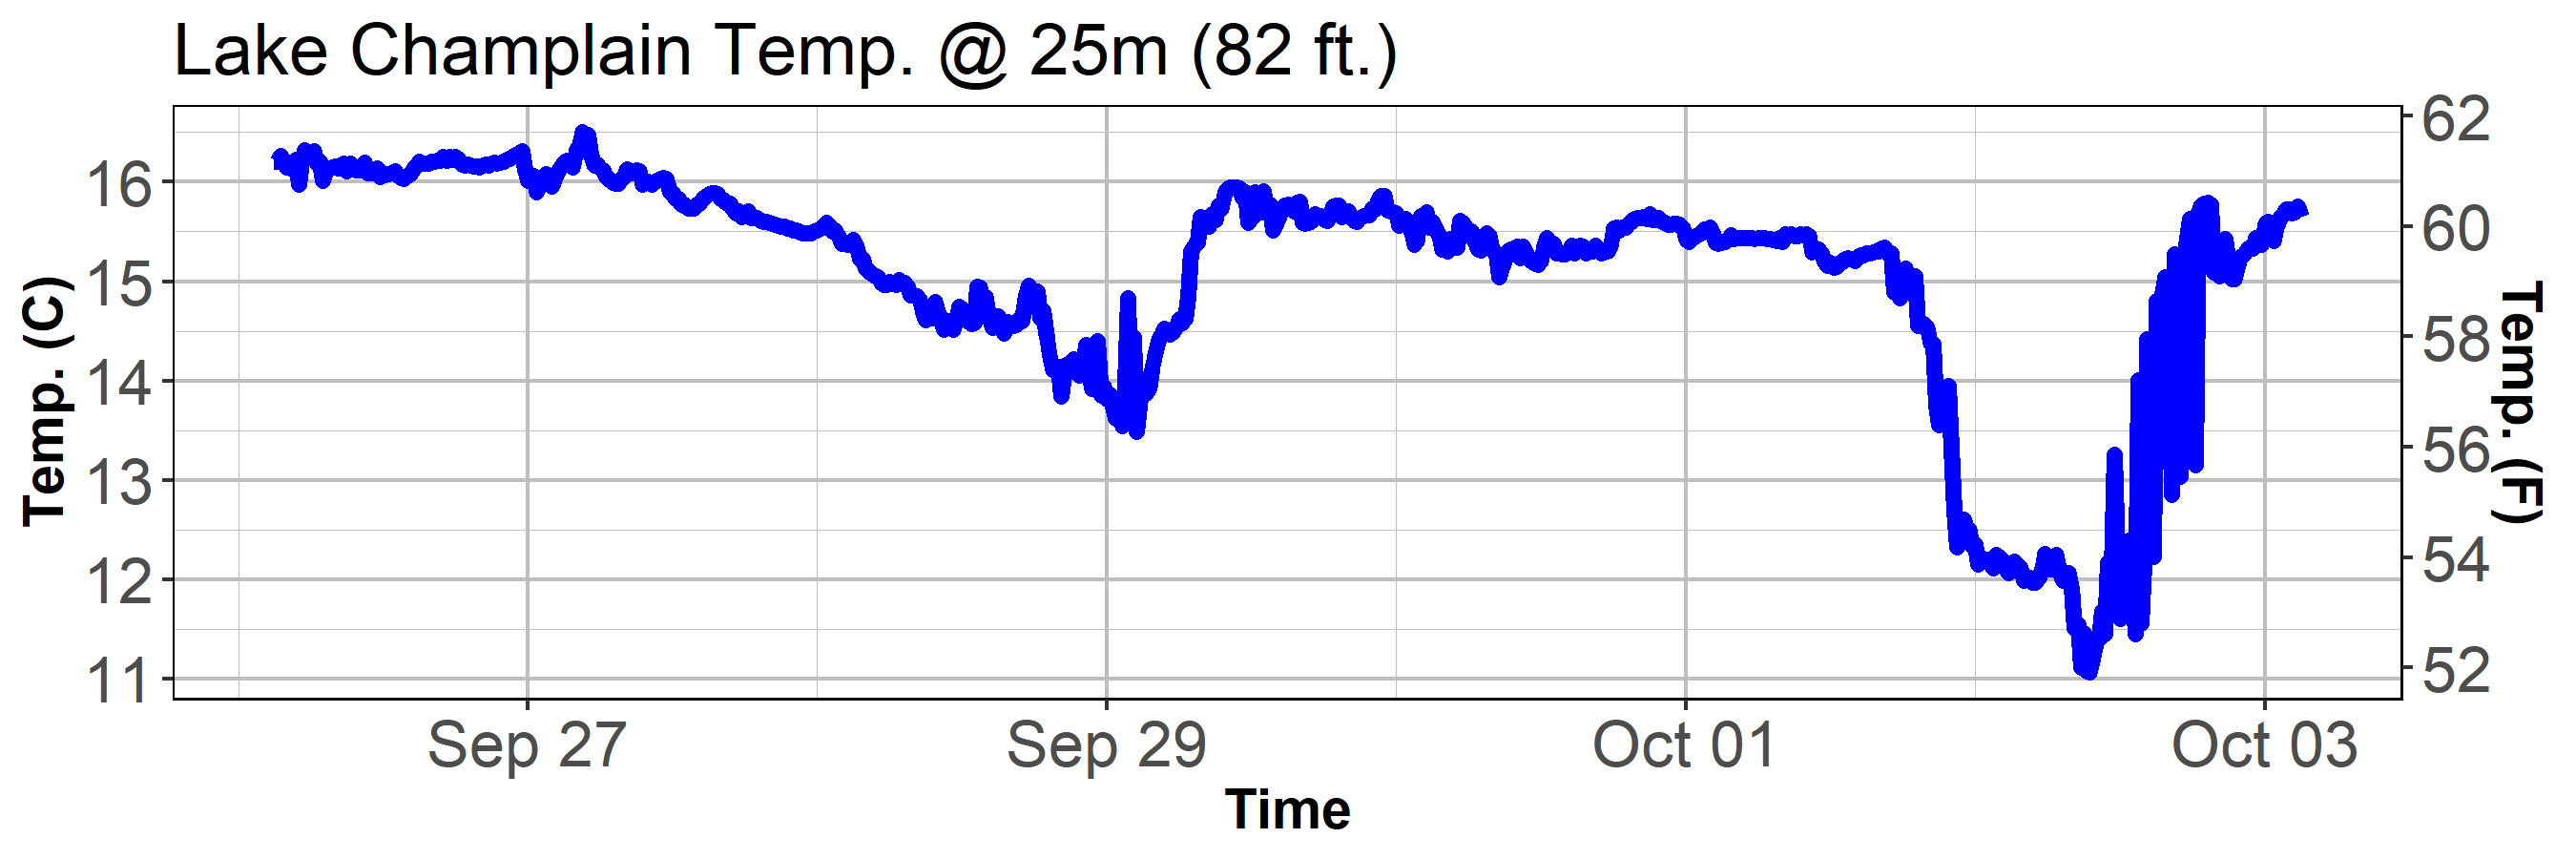 Lake Champlain Temp. @ 25m (82 ft.)
Temp. (C)
16
15
14
13
12
11
62
60
58
56
54
52
Temp. (F)
Sep 27
Sep 29
Oct 01
Oct 03
Time